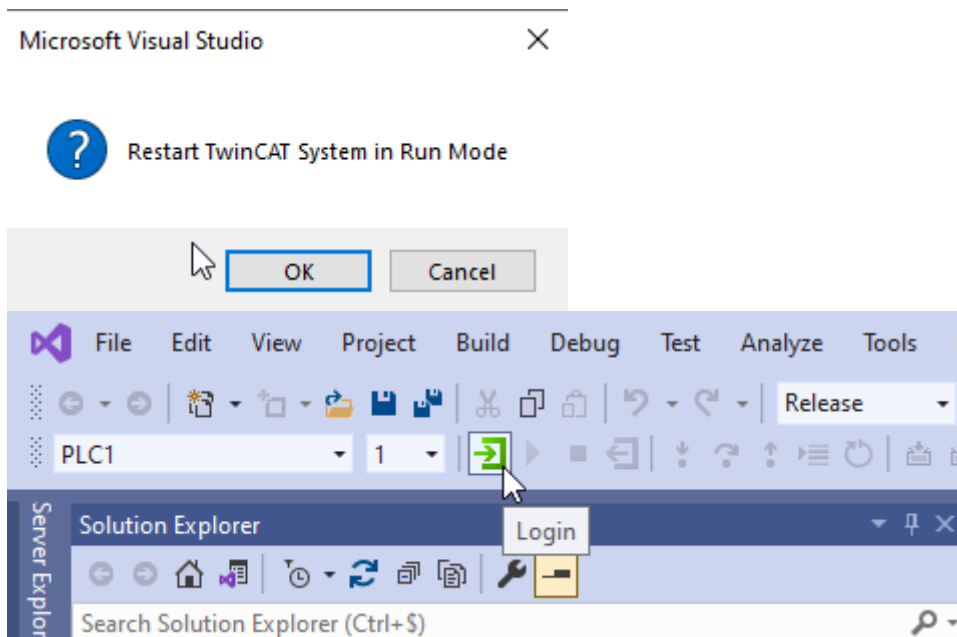 Microsoft Visual Studio
Restart TwinCAT System in Run Mode
OK Cancel
File Edit View Project Build Debug Test Analyze Tools
Release
PLC1 1
Solution Explorer
Login
Server Explor
Search Solution Explorer (Ctrl+$)